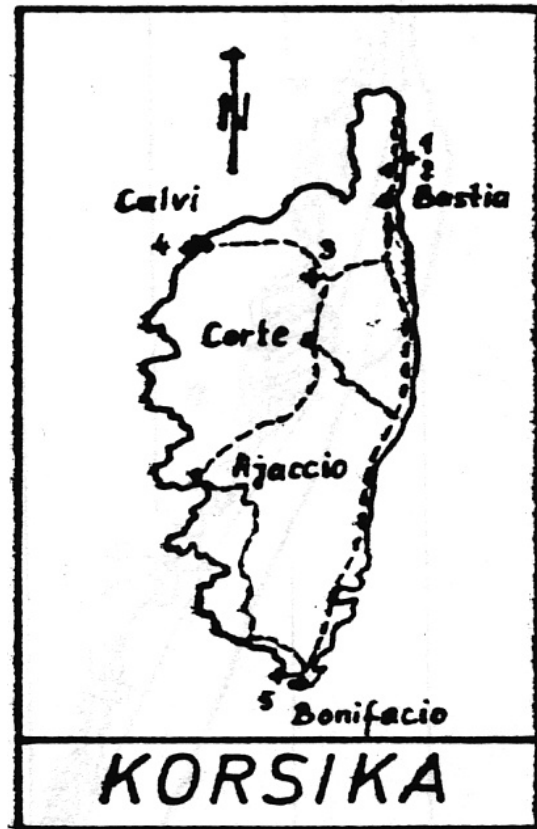 N
1
2
Calvi
Bastia
4
3
Corte
Ajaccio
5
Bonifacio
KORSIKA